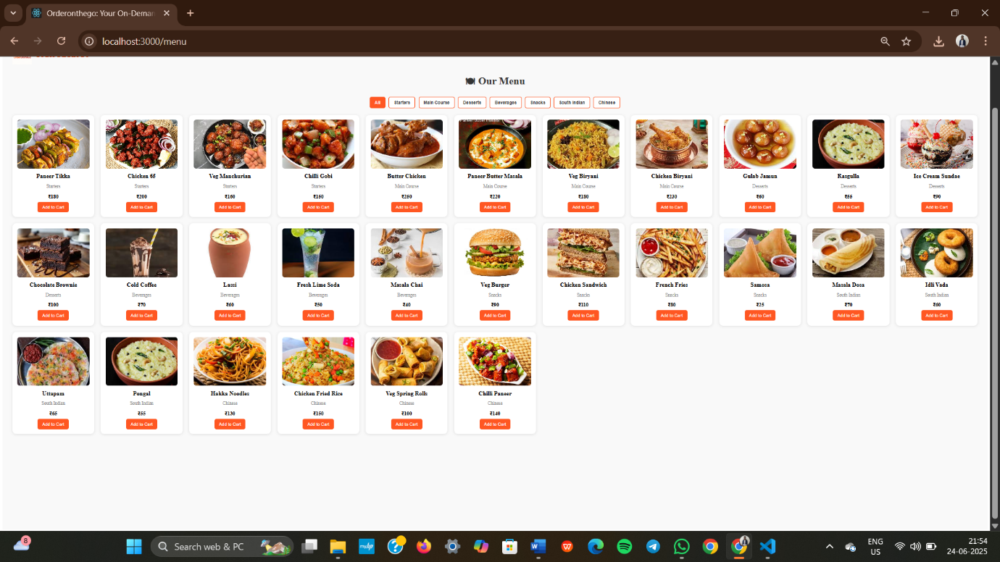 Orderonthego: Your On-Deman
localhost:3000/menu
🍽 Our Menu
All Starters Main Course Desserts Beverages Snacks South Indian Chinese
Paneer Tikka Chicken 65 Veg Manchurian Chilli Gobi Butter Chicken Paneer Butter Masala Veg Biryani Chicken Biryani Gulab Jamun Rasgulla Ice Cream Sundae
Starters Starters Starters Starters Main Course Main Course Main Course Main Course Desserts Desserts Desserts
₹180 ₹200 ₹160 ₹150 ₹250 ₹220 ₹180 ₹230 ₹60 ₹55 ₹90
Add to Cart Add to Cart Add to Cart Add to Cart Add to Cart Add to Cart Add to Cart Add to Cart Add to Cart Add to Cart Add to Cart
Chocolate Brownie Cold Coffee Lassi Fresh Lime Soda Masala Chai Veg Burger Chicken Sandwich French Fries Samosa Masala Dosa Idli Vada
Desserts Beverages Beverages Beverages Beverages Snacks Snacks Snacks Snacks South Indian South Indian
₹100 ₹70 ₹60 ₹50 ₹40 ₹90 ₹110 ₹80 ₹25 ₹70 ₹60
Add to Cart Add to Cart Add to Cart Add to Cart Add to Cart Add to Cart Add to Cart Add to Cart Add to Cart Add to Cart Add to Cart
Uttapam Pongal Hakka Noodles Chicken Fried Rice Veg Spring Rolls Chilli Paneer
South Indian South Indian Chinese Chinese Chinese Chinese
₹65 ₹55 ₹130 ₹150 ₹100 ₹140
Add to Cart Add to Cart Add to Cart Add to Cart Add to Cart Add to Cart
8
Search web & PC
myhp
ENG
US
21:54
24-06-2025